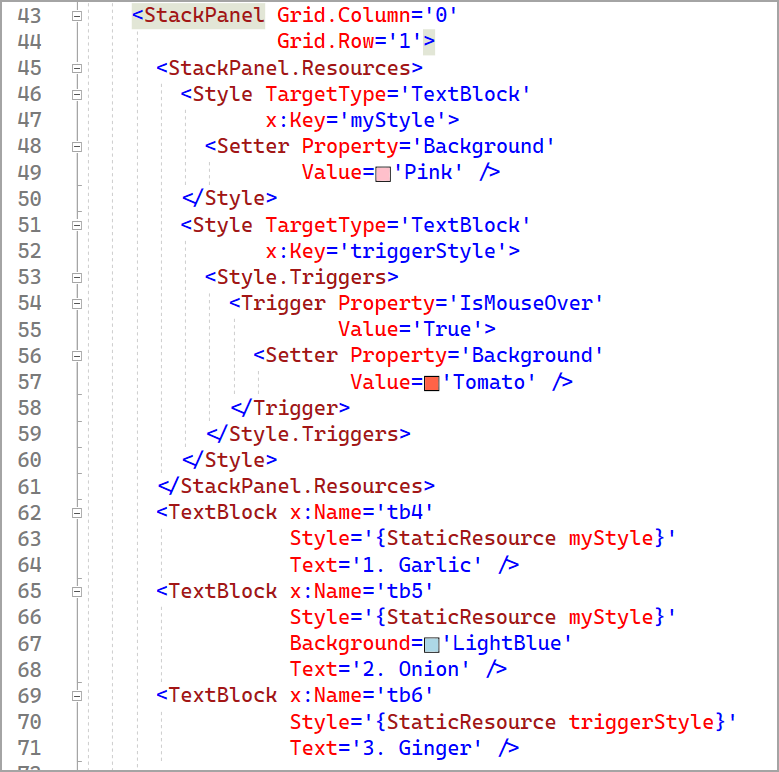 43 <StackPanel Grid.Column='0'
44 Grid.Row='1'>
45 <StackPanel.Resources>
46 <Style TargetType='TextBlock'
47 x:Key='myStyle'>
48 <Setter Property='Background'
49 Value='Pink' />
50 </Style>
51 <Style TargetType='TextBlock'
52 x:Key='triggerStyle'>
53 <Style.Triggers>
54 <Trigger Property='IsMouseOver'
55 Value='True'>
56 <Setter Property='Background'
57 Value='Tomato' />
58 </Trigger>
59 </Style.Triggers>
60 </Style>
61 </StackPanel.Resources>
62 <TextBlock x:Name='tb4'
63 Style='{StaticResource myStyle}'
64 Text='1. Garlic' />
65 <TextBlock x:Name='tb5'
66 Style='{StaticResource myStyle}'
67 Background='LightBlue'
68 Text='2. Onion' />
69 <TextBlock x:Name='tb6'
70 Style='{StaticResource triggerStyle}'
71 Text='3. Ginger' />